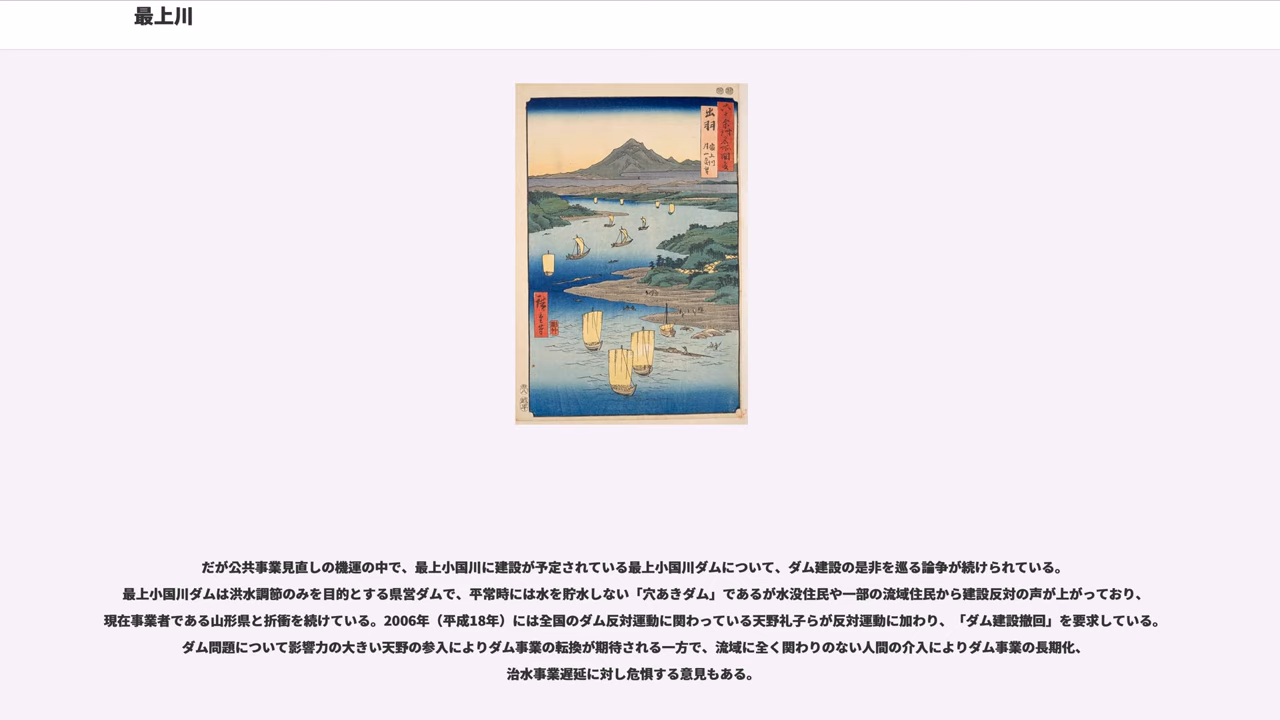 最上川
出羽
だが公共事業見直しの機運の中で、最上小国川に建設が予定されている最上小国川ダムについて、ダム建設の是非を巡る論争が続けられている。
最上小国川ダムは洪水調節のみを目的とする県営ダムで、平常時には水を貯水しない「穴あきダム」であるが水没住民や一部の流域住民から建設反対の声が上がっており、
現在事業者である山形県と折衝を続けている。2006年（平成18年）には全国のダム反対運動に関わっている天野礼子らが反対運動に加わり、「ダム建設撤回」を要求している。
ダム問題について影響力の大きい天野の参入によりダム事業の転換が期待される一方で、流域に全く関わりのない人間の介入によりダム事業の長期化、
治水事業遅延に対し危惧する意見もある。